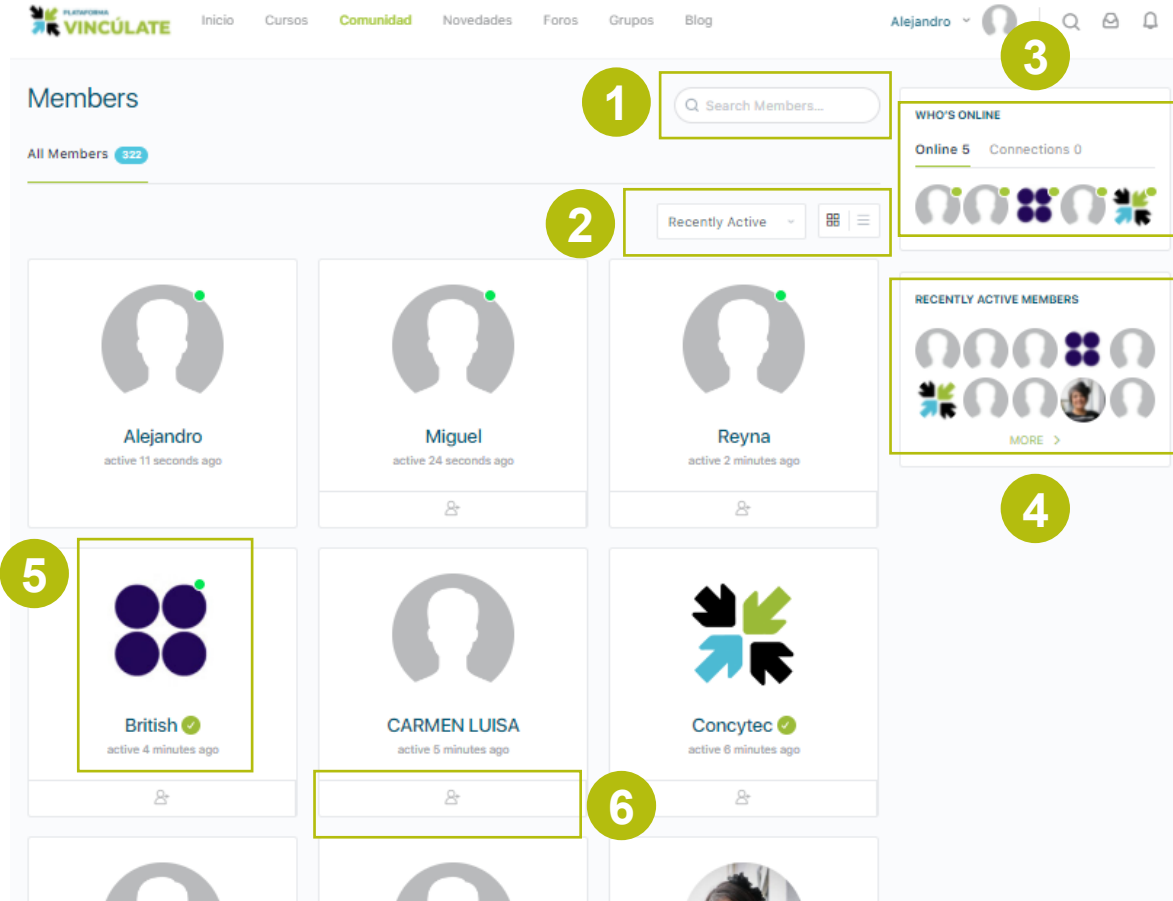 PLATAFORMA
VINCÚLATE
Inicio Cursos Comunidad Novedades Foros Grupos Blog
Alejandro
3
Members
1
Search Members...
WHO'S ONLINE
All Members 322
Online 5 Connections 0
2
Recently Active
RECENTLY ACTIVE MEMBERS
MORE >
4
Alejandro
active 11 seconds ago
Miguel
active 24 seconds ago
Reyna
active 2 minutes ago
5
British
active 4 minutes ago
CARMEN LUISA
active 5 minutes ago
Concytec
active 6 minutes ago
6